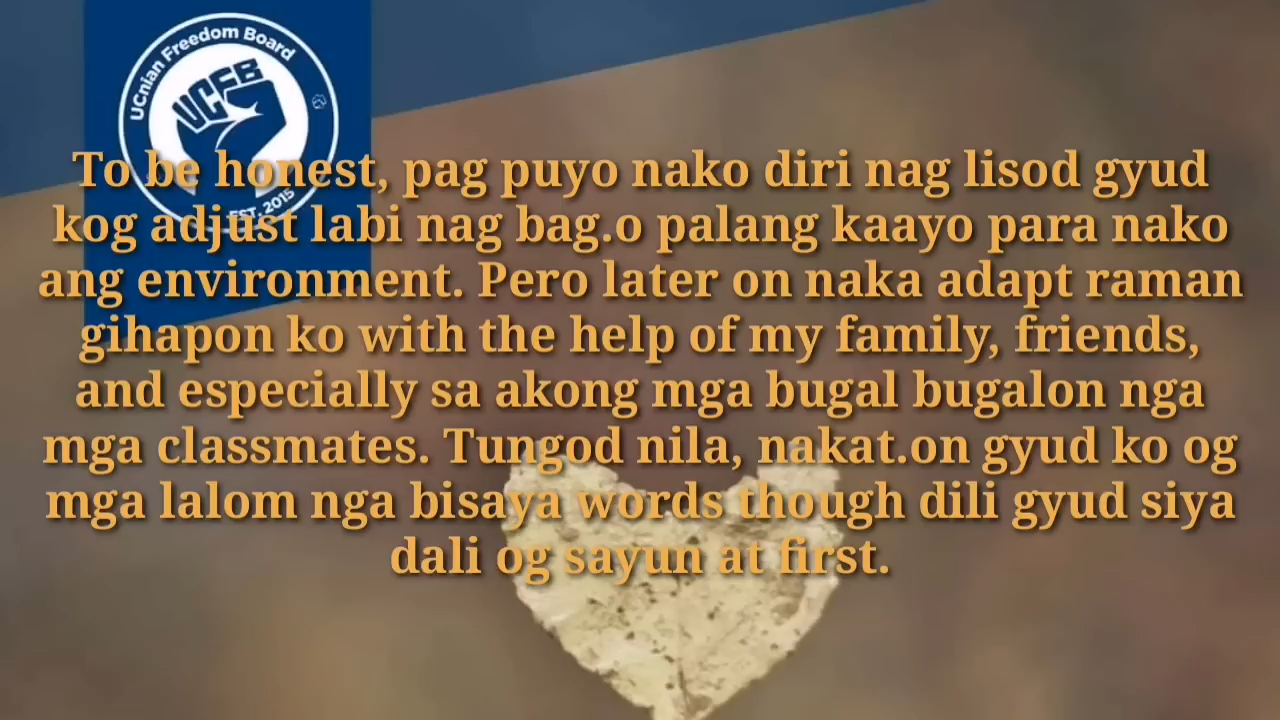 UCnian Freedom Board
UCFB
EST. 2015
To be honest, pag puyo nako diri nag lisod gyud
kog adjust labi nag bag.o palang kaayo para nako
ang environment. Pero later on naka adapt raman
gihapon ko with the help of my family, friends,
and especially sa akong mga bugal bugalon nga
mga classmates. Tungod nila, nakat.on gyud ko og
mga lalom nga bisaya words though dili gyud siya
dali og sayun at first.